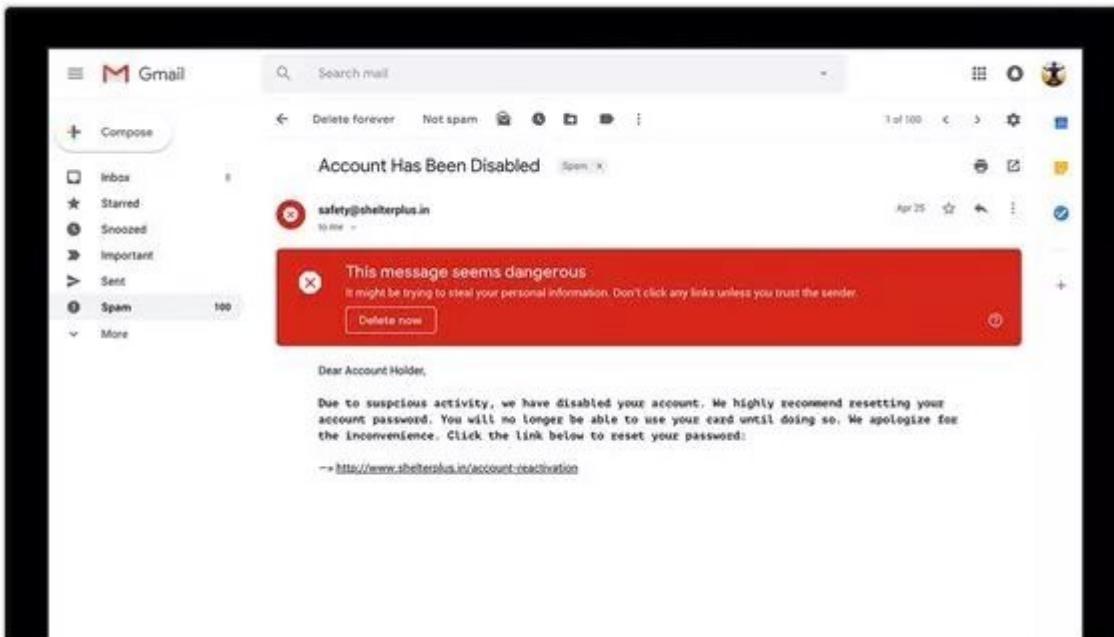 Gmail
Search mail
Compose
Delete forever Not spam
1 of 100
Account Has Been Disabled Spam x
Inbox
Starred
Snoozed
Important
Sent
Spam 100
More
safety@shelterplus.in
to me
Apr 25
This message seems dangerous
It might be trying to steal your personal information. Don't click any links unless you trust the sender.
Delete now
Dear Account Holder,
Due to suspcious activity, we have disabled your account. We highly recommend resetting your
account password. You will no longer be able to use your card until doing so. We apologize for
the inconvenience. Click the link below to reset your password:
—> http://www.shelterplus.in/account-reactivation